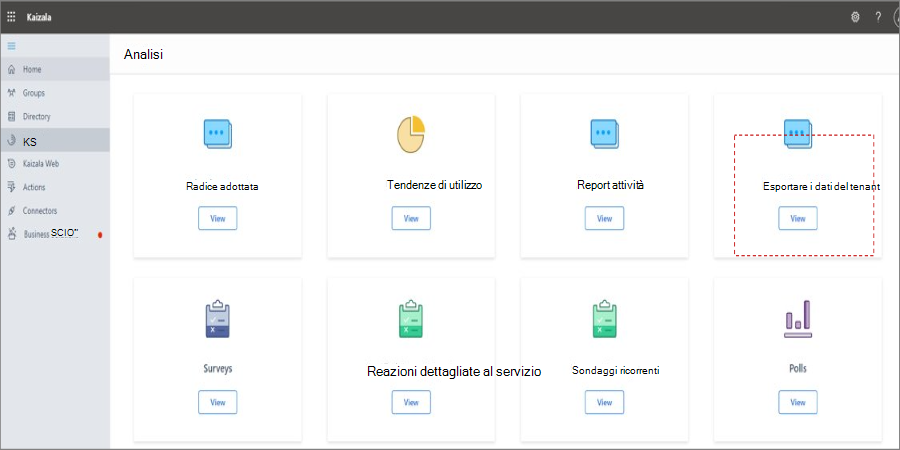 Kaizala
?
Analisi
Home
Groups
Directory
KS
Kaizala Web
Actions
Connectors
Business SCIO"
Radice adottata
View
Tendenze di utilizzo
View
Report attività
View
Esportare i dati del tenant
View
Surveys
View
Reazioni dettagliate al servizio
View
Sondaggi ricorrenti
View
Polls
View